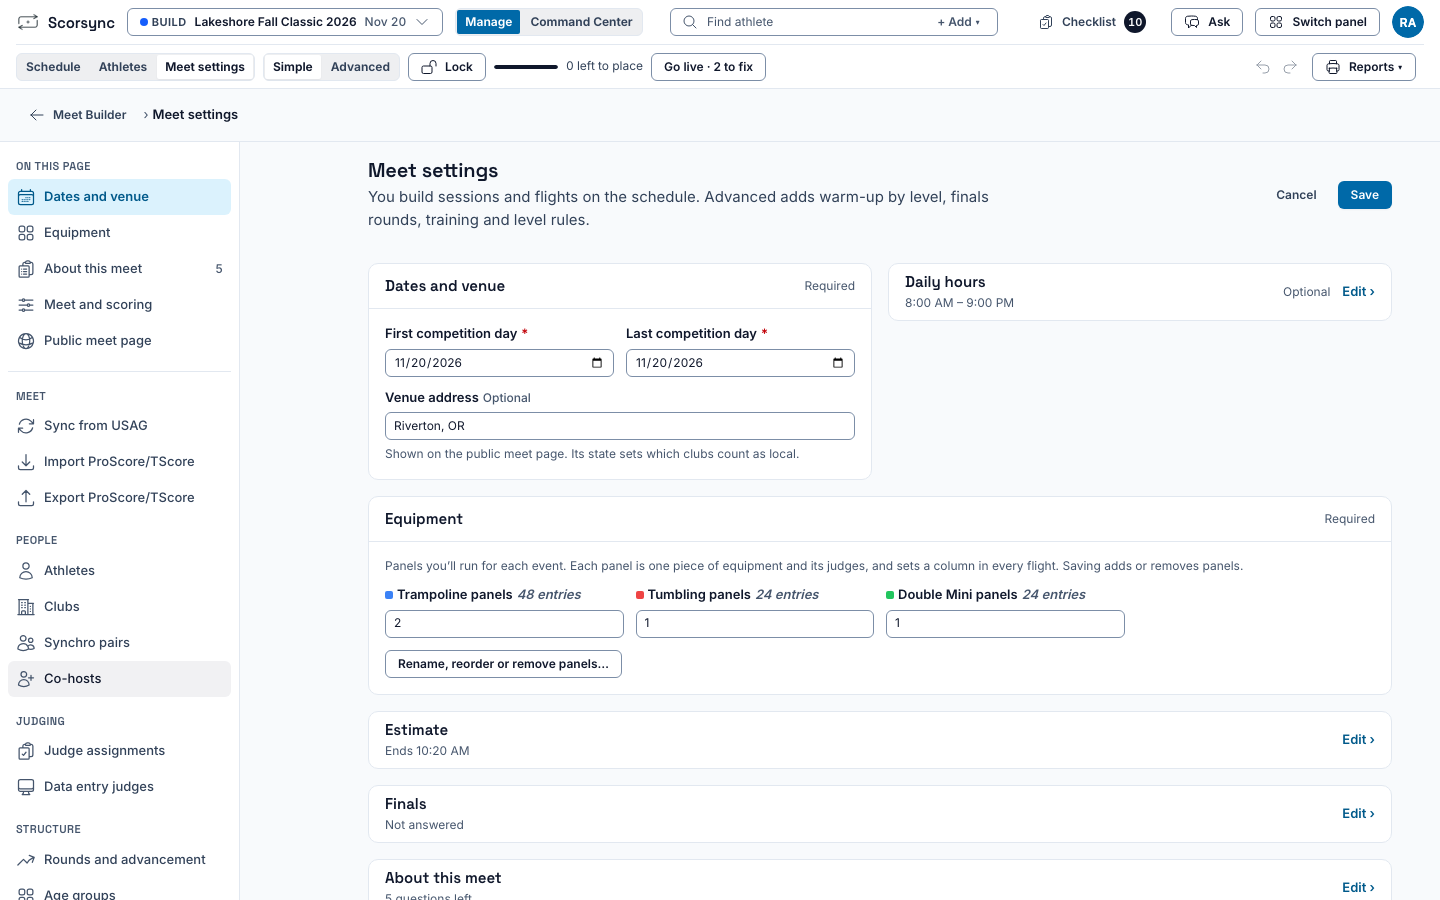 Scorsync
BUILD Lakeshore Fall Classic 2026 Nov 20
Manage Command Center
Find athlete + Add ▾
Checklist 10
Ask
Switch panel
RA
Schedule Athletes Meet settings
Simple Advanced
Lock
0 left to place
Go live · 2 to fix
Reports ▾
Meet Builder › Meet settings
ON THIS PAGE
Dates and venue
Equipment
About this meet 5
Meet and scoring
Public meet page
MEET
Sync from USAG
Import ProScore/TScore
Export ProScore/TScore
PEOPLE
Athletes
Clubs
Synchro pairs
Co-hosts
JUDGING
Judge assignments
Data entry judges
STRUCTURE
Rounds and advancement
Age groups
Meet settings
You build sessions and flights on the schedule. Advanced adds warm-up by level, finals
rounds, training and level rules.
Cancel Save
Dates and venue Required
First competition day * Last competition day *
11/20/2026 11/20/2026
Venue address Optional
Riverton, OR
Shown on the public meet page. Its state sets which clubs count as local.
Daily hours
8:00 AM – 9:00 PM
Optional Edit ›
Equipment Required
Panels you'll run for each event. Each panel is one piece of equipment and its judges, and sets a column in every flight. Saving adds or removes panels.
Trampoline panels 48 entries Tumbling panels 24 entries Double Mini panels 24 entries
2 1 1
Rename, reorder or remove panels...
Estimate
Ends 10:20 AM
Edit ›
Finals
Not answered
Edit ›
About this meet
5 questions left
Edit ›